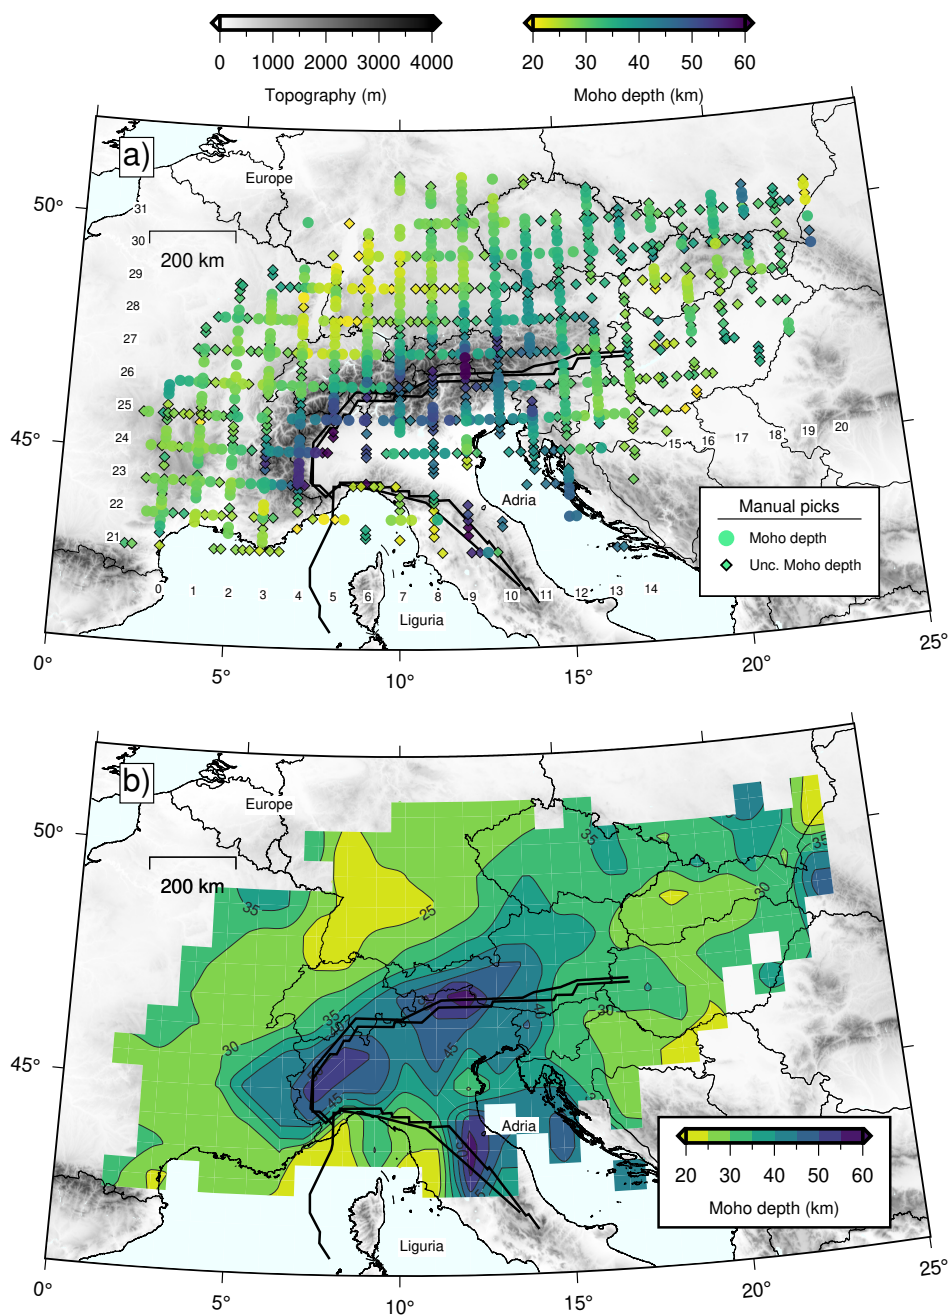 0 1000 2000 3000 4000
Topography (m)
20 30 40 50 60
Moho depth (km)
a)
Europe
50°
31
30
200 km
29
28
27
26
25
45°
24
23
22
21
15 16 17 18 19 20
Adria
Manual picks
Moho depth
Unc. Moho depth
0 1 2 3 4 5 6 7 8 9 10 11 12 13 14
Liguria
0° 5° 10° 15° 20° 25°
b)
Europe
50°
200 km
35
35
35
30
25
35
40
30
40
30
45
45
45°
Adria
20 30 40 50 60
Moho depth (km)
Liguria
0° 5° 10° 15° 20° 25°